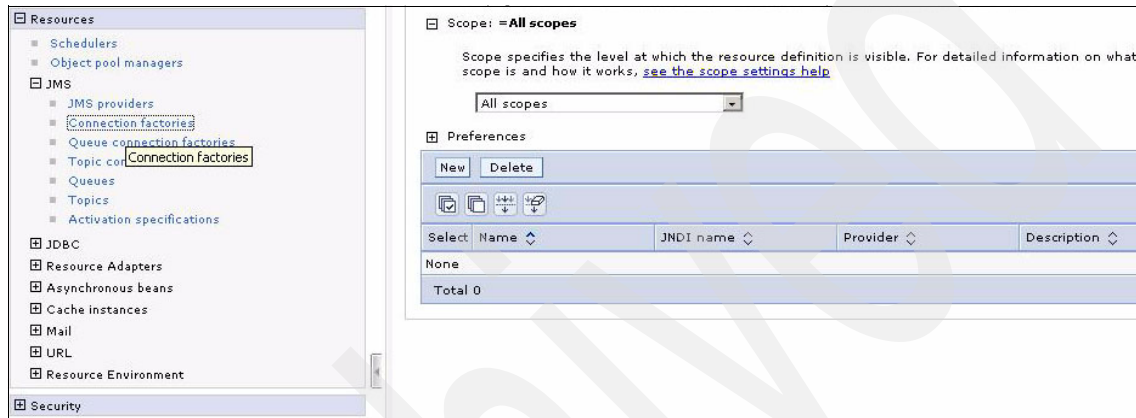 Resources
Schedulers
Object pool managers
JMS
JMS providers
Connection factories
Queue connection factories
Topic con
Connection factories
Queues
Topics
Activation specifications
JDBC
Resource Adapters
Asynchronous beans
Cache instances
Mail
URL
Resource Environment
Security
Scope: =All scopes
Scope specifies the level at which the resource definition is visible. For detailed information on what
scope is and how it works, see the scope settings help
All scopes
Preferences
New Delete
Select Name JNDI name Provider Description
None
Total 0